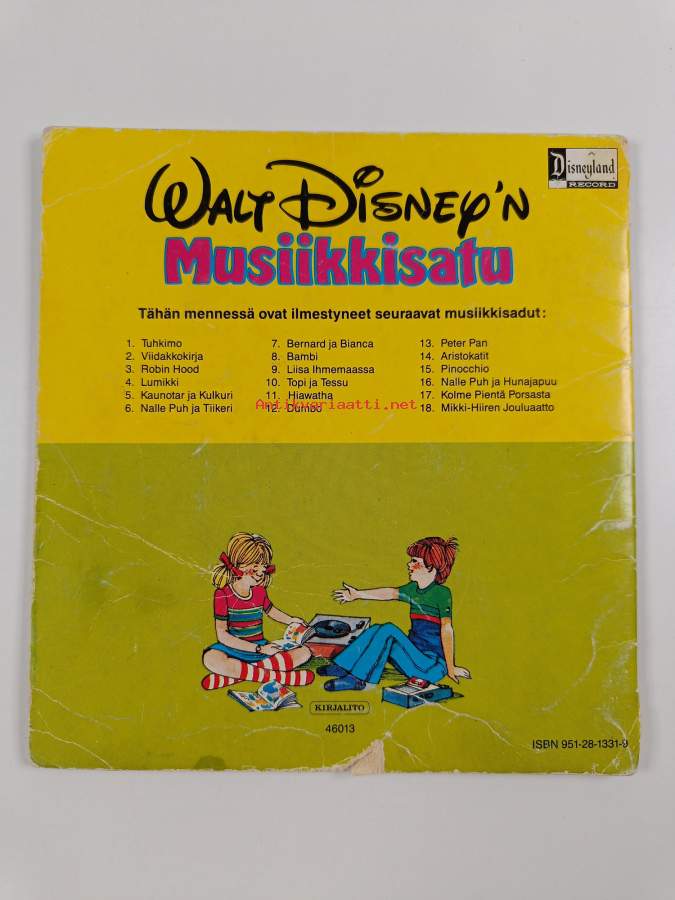 Disneyland
RECORD
WALT DISNEY'N
Musiikkisatu
Tähän mennessä ovat ilmestyneet seuraavat musiikkisadut:
1. Tuhkimo
2. Viidakkokirja
3. Robin Hood
4. Lumikki
5. Kaunotar ja Kulkuri
6. Nalle Puh ja Tiikeri
7. Bernard ja Bianca
8. Bambi
9. Liisa Ihmemaassa
10. Topi ja Tessu
11. Hiawatha
12. Dumbo
13. Peter Pan
14. Aristokatit
15. Pinocchio
16. Nalle Puh ja Hunajapuu
17. Kolme Pientä Porsasta
18. Mikki-Hiiren Jouluaatto
Antikvariaatti.net
KIRJALITO
46013
ISBN 951-28-1331-9